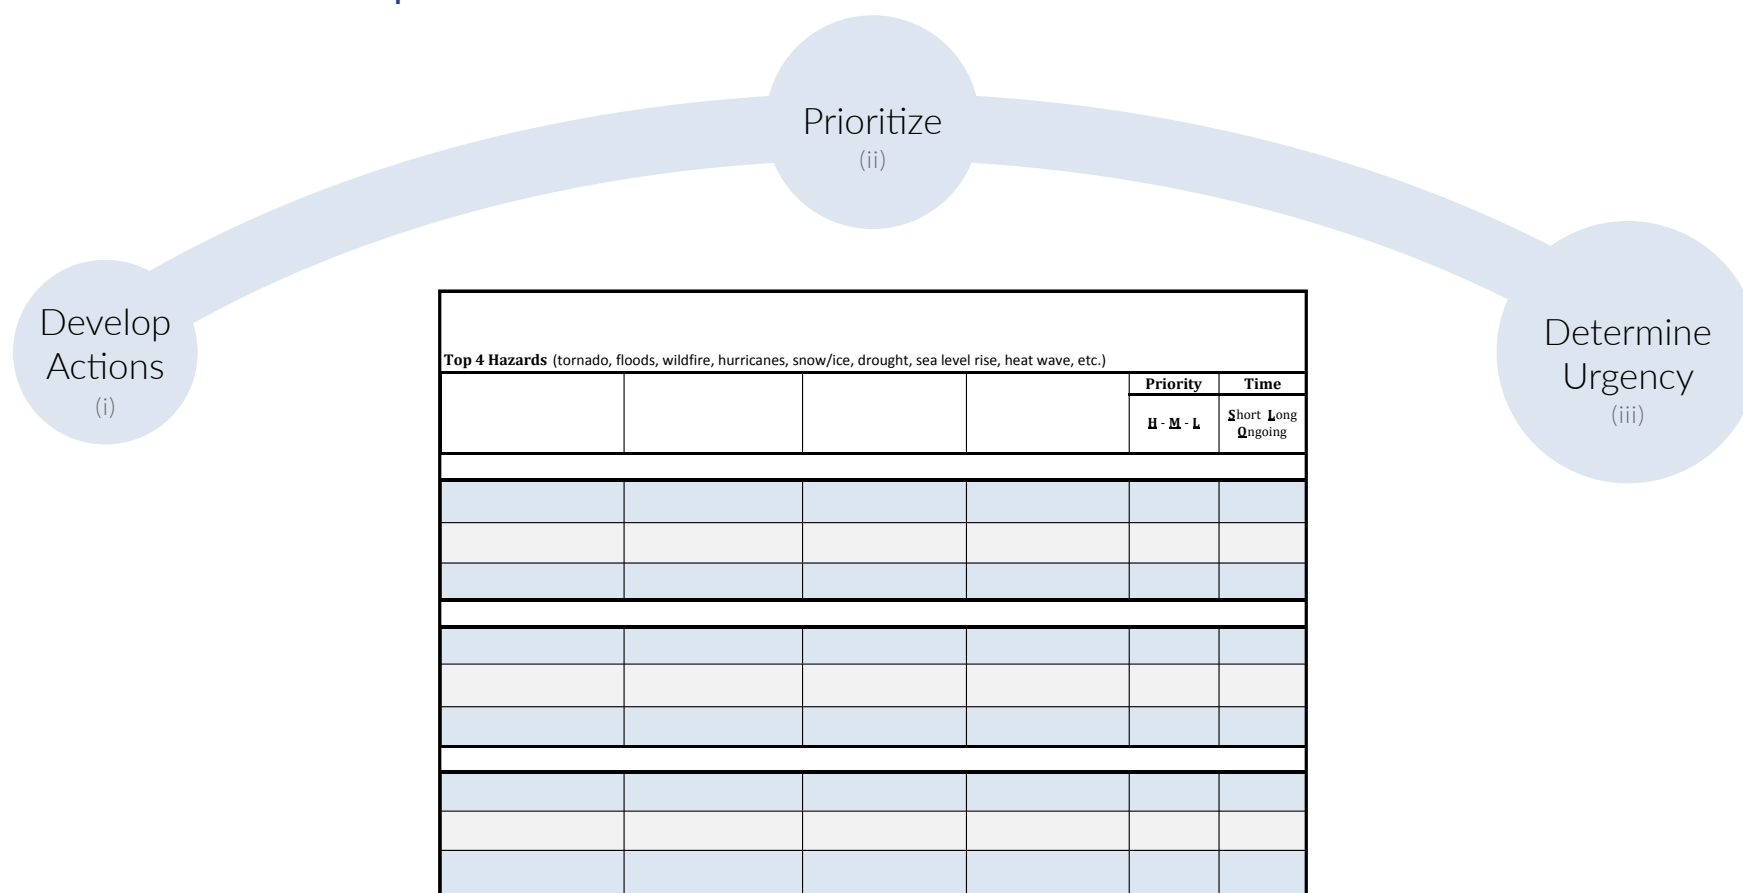 Prioritize
(ii)
Develop
Actions
(i)
Determine
Urgency
(iii)
Top 4 Hazards (tornado, floods, wildfire, hurricanes, snow/ice, drought, sea level rise, heat wave, etc.)
Priority
Time
H - M - L
Short Long
Ongoing